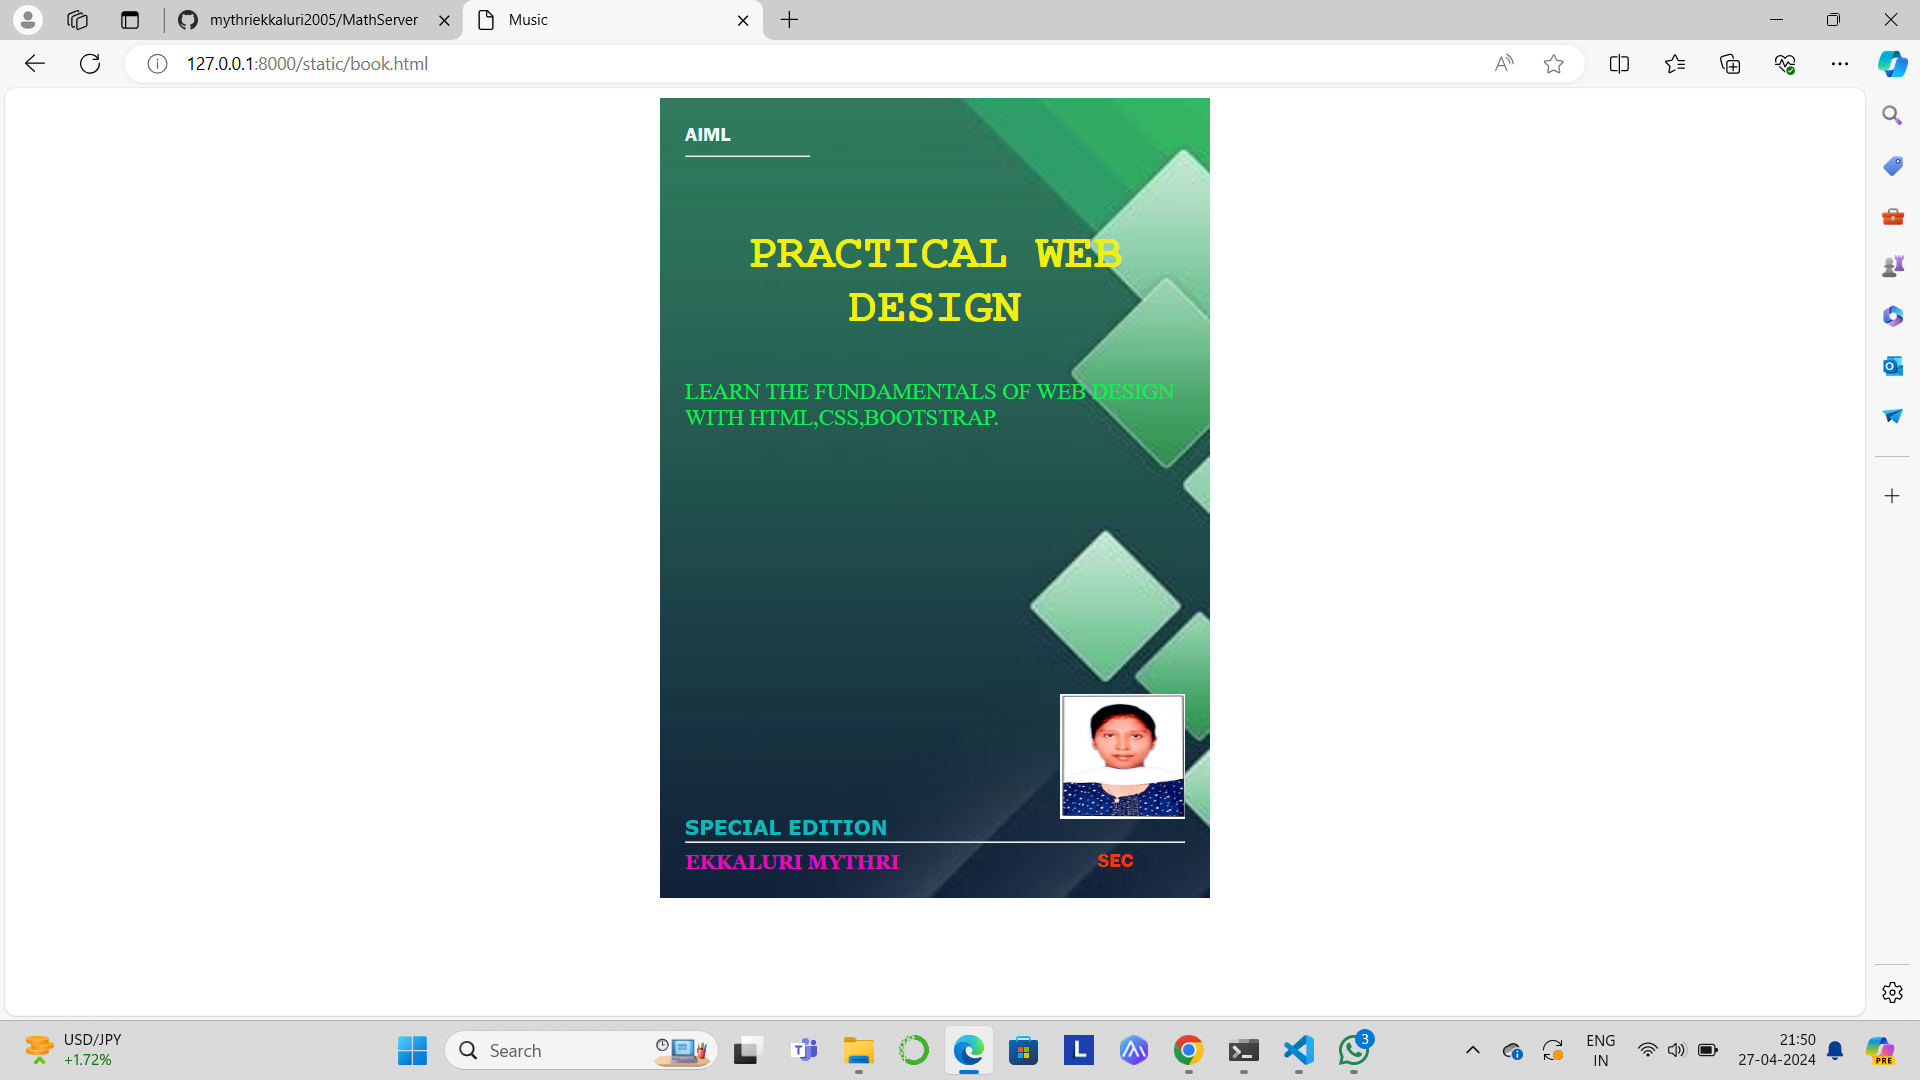 mythriekkaluri2005/MathServer
Music
127.0.0.1:8000/static/book.html
AIML
PRACTICAL WEB
DESIGN
LEARN THE FUNDAMENTALS OF WEB DESIGN
WITH HTML,CSS,BOOTSTRAP.
SPECIAL EDITION
EKKALURI MYTHRI
SEC
USD/JPY
+1.72%
Search
3
ENG
IN
21:50
27-04-2024
PRE